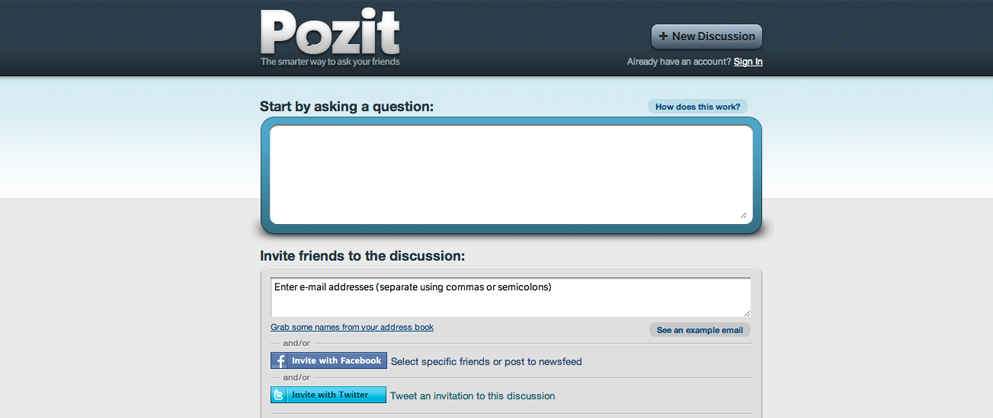 Pozit
The smarter way to ask your friends
+ New Discussion
Already have an account? Sign In
Start by asking a question:
How does this work?
Invite friends to the discussion:
Enter e-mail addresses (separate using commas or semicolons)
Grab some names from your address book
See an example email
and/or
f Invite with Facebook Select specific friends or post to newsfeed
and/or
t Invite with Twitter Tweet an invitation to this discussion